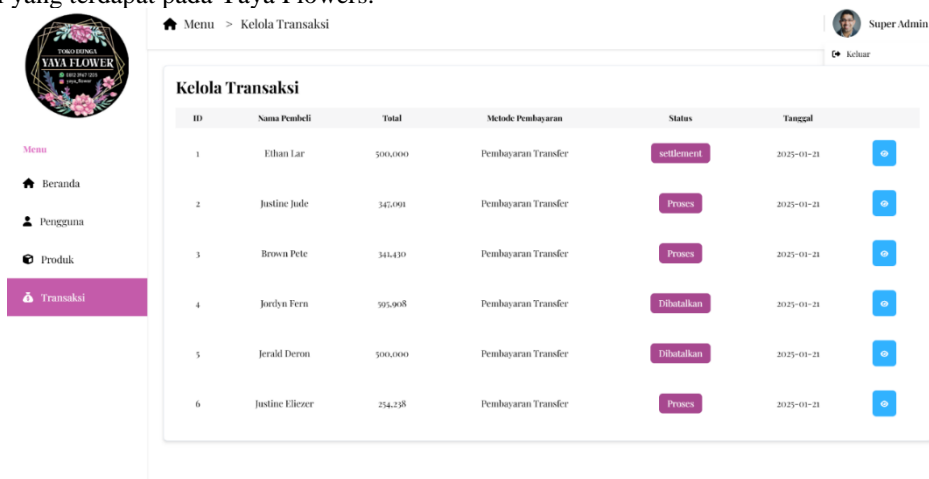 yang terdapat pada Yaya Flowers.
TOKO BUNGA
YAYA FLOWER
yaya_flower
Menu > Kelola Transaksi
Super Admin
Keluar
Menu
Beranda
Pengguna
Produk
Transaksi
Kelola Transaksi
ID Nama Pembeli Total Metode Pembayaran Status Tanggal
1 Ethan Lar 500,000 Pembayaran Transfer settlement 2025-01-21
2 Justine Jude 347,091 Pembayaran Transfer Proses 2025-01-21
3 Brown Pete 341,430 Pembayaran Transfer Proses 2025-01-21
4 Jordyn Fern 595,908 Pembayaran Transfer Dibatalkan 2025-01-21
5 Jerald Deron 500,000 Pembayaran Transfer Dibatalkan 2025-01-21
6 Justine Eliezer 254,238 Pembayaran Transfer Proses 2025-01-21